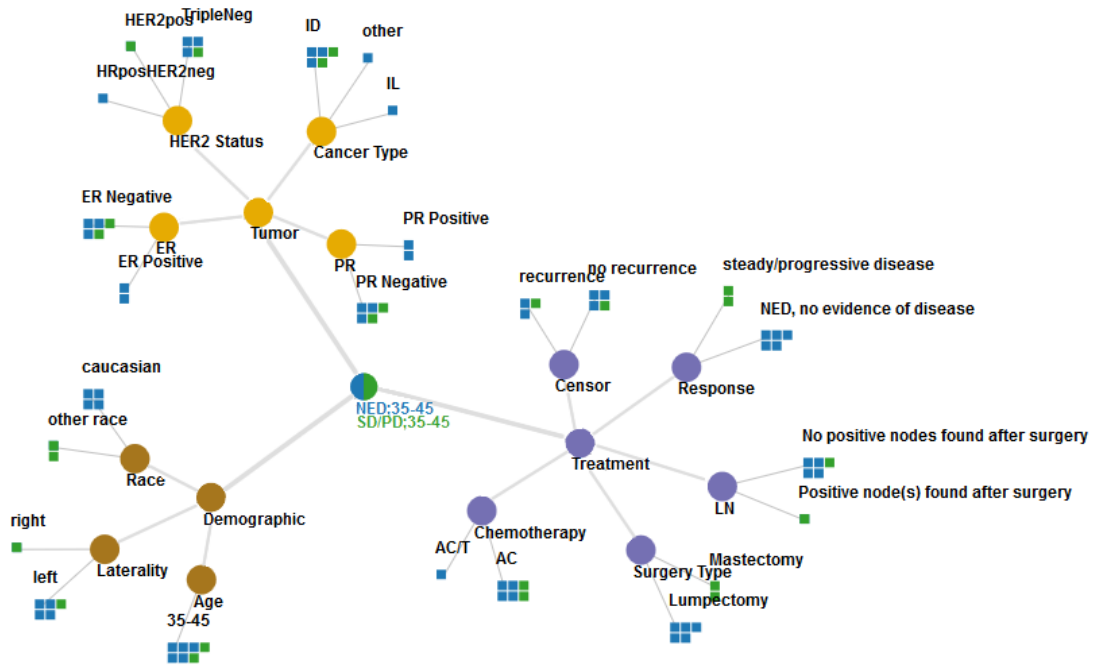 HER2pos
TripleNeg
HRposHER2neg
HER2 Status
ID
other
IL
Cancer Type
ER Negative
ER
ER Positive
Tumor
PR Positive
PR
PR Negative
recurrence
no recurrence
steady/progressive disease
NED, no evidence of disease
Censor
Response
caucasian
other race
Race
NED;35-45
SD/PD;35-45
Treatment
No positive nodes found after surgery
Positive node(s) found after surgery
LN
Demographic
right
Laterality
left
Age
35-45
Chemotherapy
AC/T
AC
Surgery Type
Mastectomy
Lumpectomy